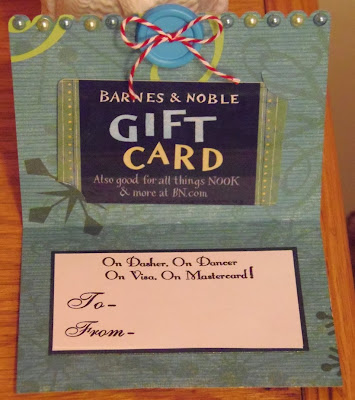 BARNES & NOBLE
GIFT
CARD
Also good for all things NOOK
& more at BN.com
On Dasher, On Dancer
On Visa, On Mastercard!
To-
From-